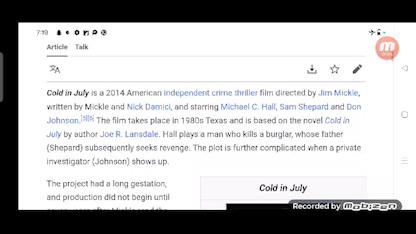 7:19
Article Talk
Cold in July is a 2014 American independent crime thriller film directed by Jim Mickle,
written by Mickle and Nick Damici, and starring Michael C. Hall, Sam Shepard and Don
Johnson.[5][6] The film takes place in 1980s Texas and is based on the novel Cold in
July by author Joe R. Lansdale. Hall plays a man who kills a burglar, whose father
(Shepard) subsequently seeks revenge. The plot is further complicated when a private
investigator (Johnson) shows up.
The project had a long gestation,
and production did not begin until
Cold in July
Recorded by mobizen